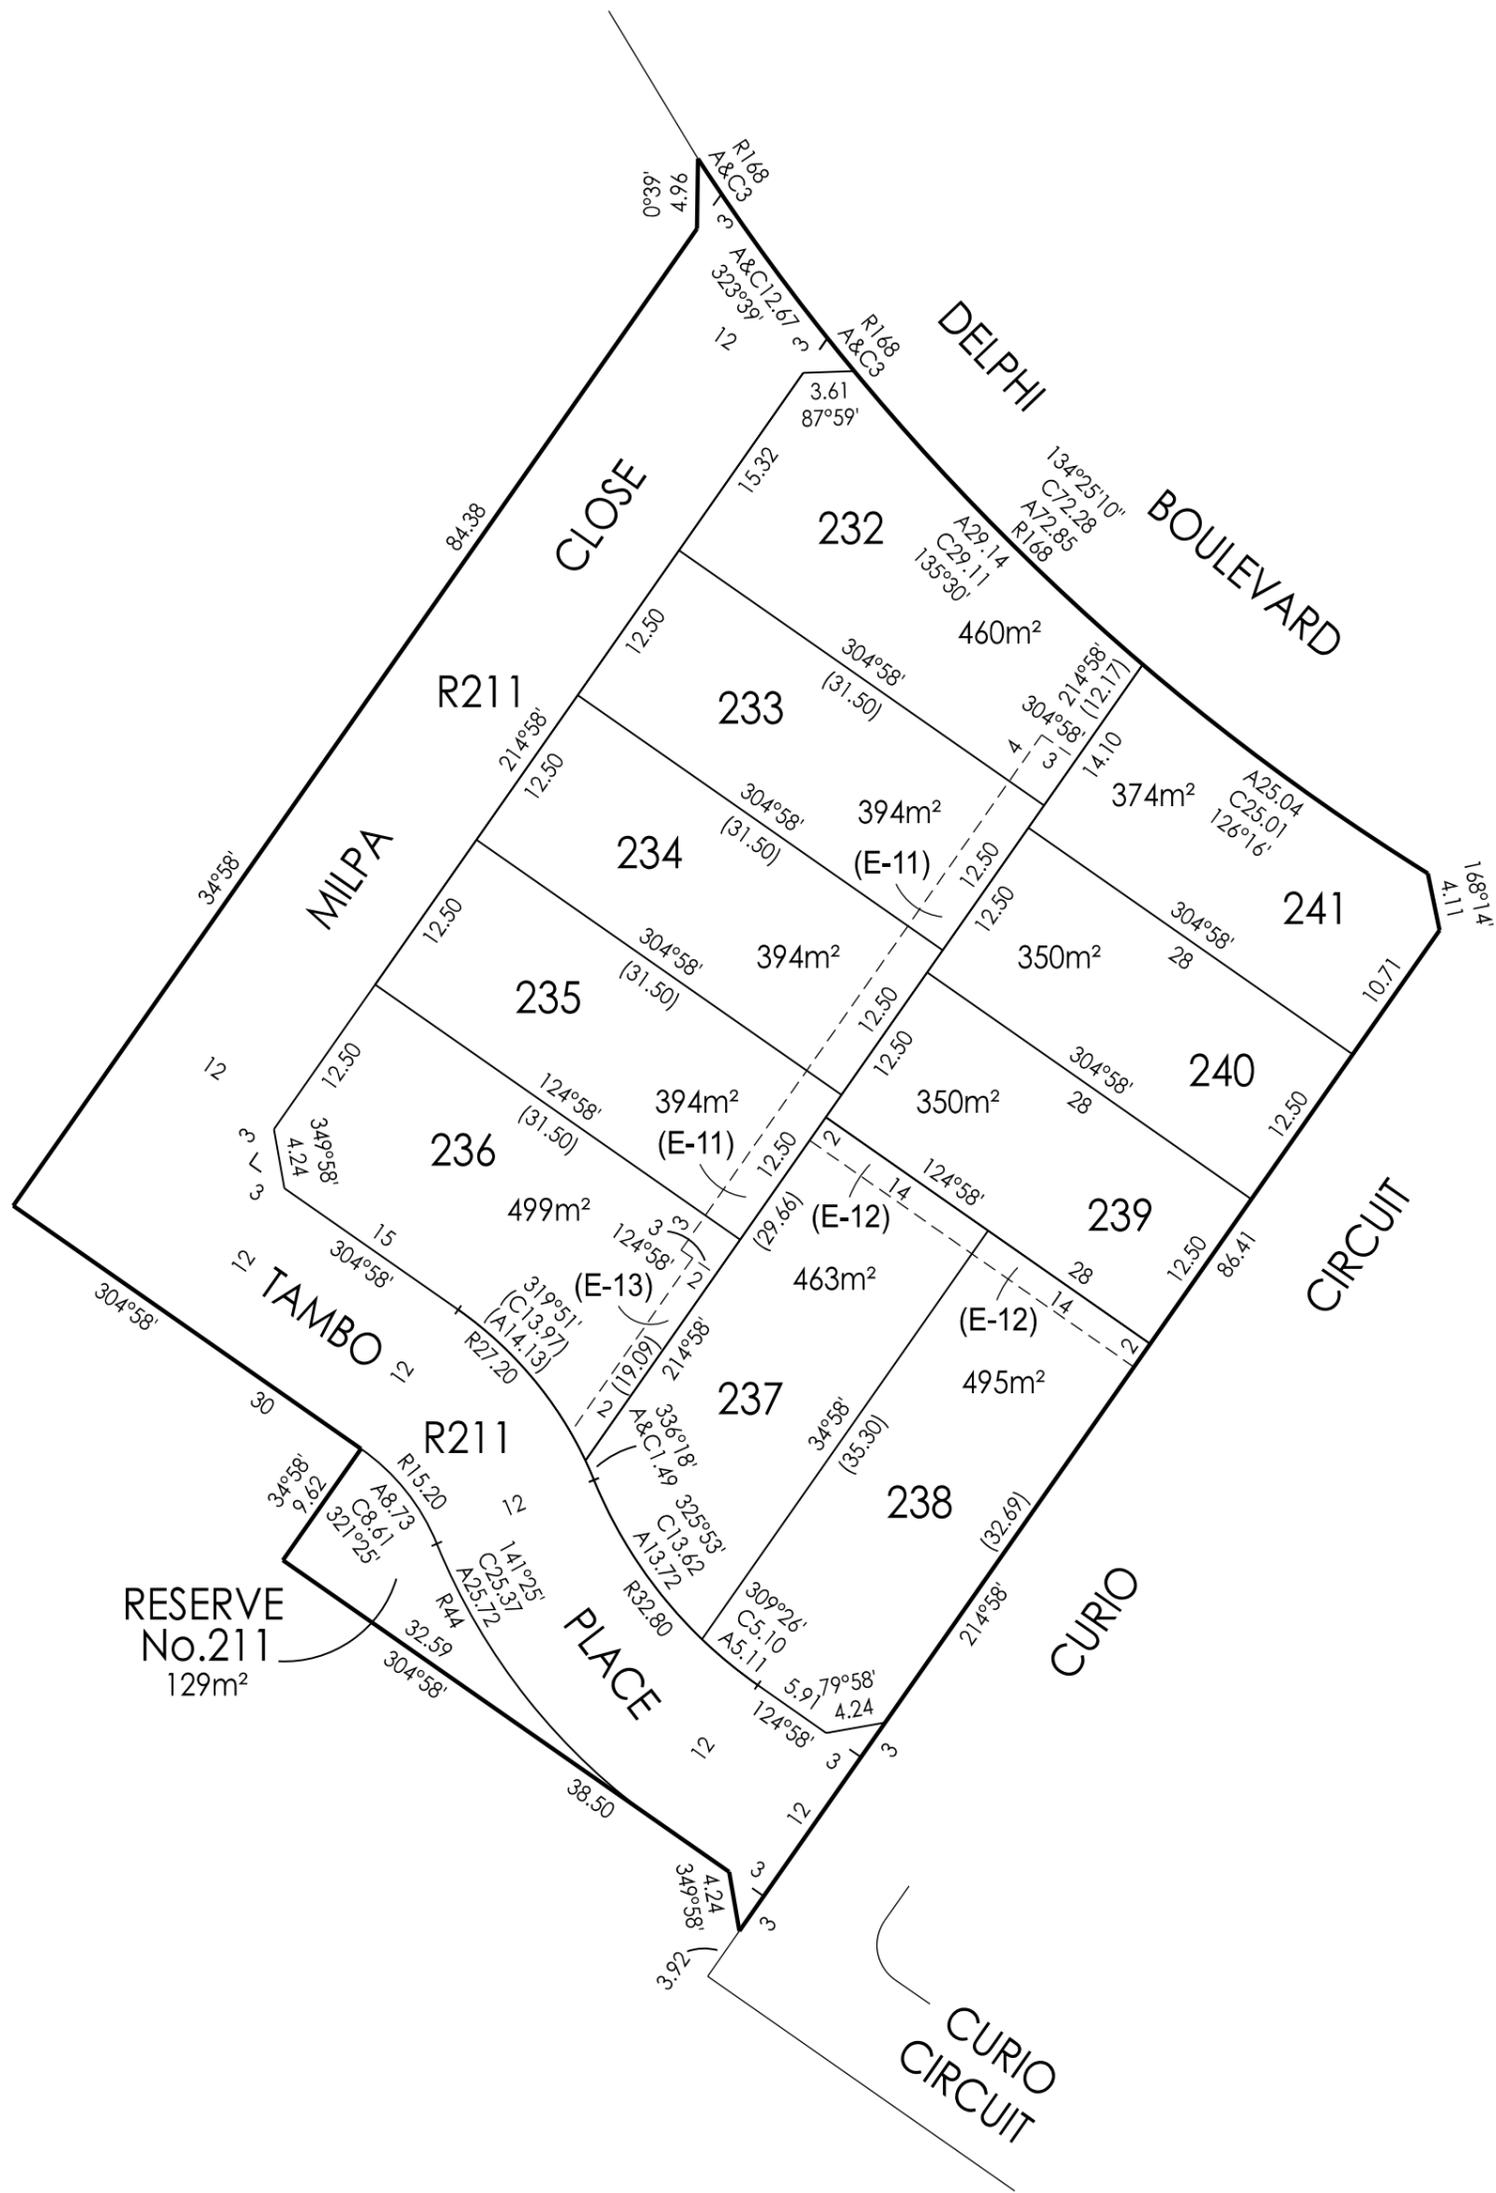 R168
A&C3
0°39'
4.96
3
A&C12.67
323°39'
3
12
R168
A&C3
DELPHI
BOULEVARD
3.61
87°59'
15.32
84.38
CLOSE
232
134°25'10"
C72.28
A72.85
R168
A29.14
C29.11
135°30'
460m²
12.50
304°58'
(31.50)
214°58'
(12.17)
R211
233
304°58'
4
3
14.10
374m²
A25.04
C25.01
126°16'
214°58'
12.50
304°58'
(31.50)
394m²
(E-11)
12.50
12.50
241
168°14'
4.11
234
34°58'
MILPA
12.50
304°58'
(31.50)
394m²
350m²
304°58'
28
10.71
235
12.50
12.50
12.50
240
12
304°58'
28
12.50
124°58'
(31.50)
394m²
(E-11)
350m²
3
3
349°58'
4.24
236
499m²
12.50
2
124°58'
14
(E-12)
239
12.50
86.41
CIRCUIT
15
304°58'
3
3
124°58'
2
(29.66)
463m²
28
14
(E-12)
2
12
TAMBO
12
304°58'
30
319°51'
(C13.97)
(A14.13)
R27.20
(E-13)
(19.09)
214°58'
2
237
495m²
R211
336°18'
A&C1.49
34°58'
(35.30)
238
(32.69)
34°58'
9.62
R15.20
A8.73
C8.61
321°25'
12
141°25'
C25.37
A25.72
R44
325°53'
C13.62
A13.72
R32.80
RESERVE
No.211
129m²
32.59
304°58'
PLACE
309°26'
C5.10
A5.11
5.91
79°58'
4.24
124°58'
214°58'
CURIO
3
3
12
12
38.50
3
3
4.24
349°58'
3.92
CURIO
CIRCUIT